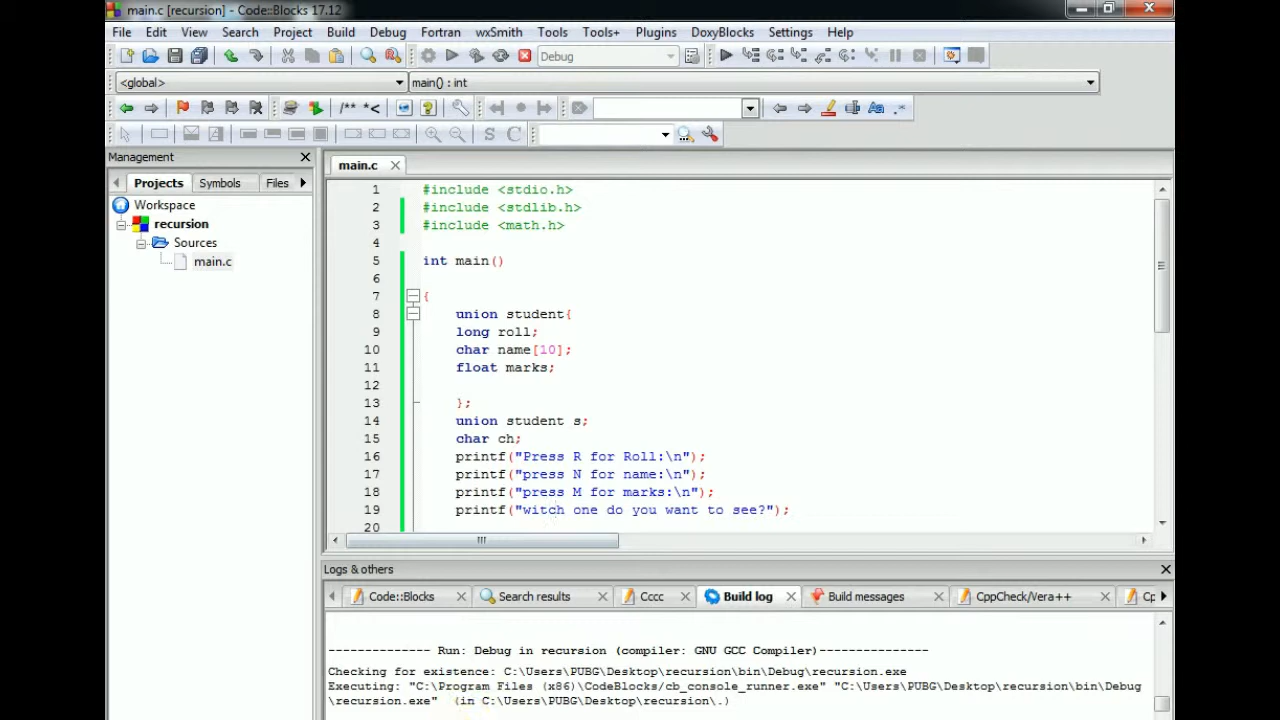 main.c [recursion] - Code::Blocks 17.12
File Edit View Search Project Build Debug Fortran wxSmith Tools Tools+ Plugins DoxyBlocks Settings Help
Debug
<global> main() : int
/** *<
S C
Management
Projects Symbols Files
Workspace
recursion
Sources
main.c
main.c
1 #include <stdio.h>
2 #include <stdlib.h>
3 #include <math.h>
4
5 int main()
6
7 {
8 union student{
9 long roll;
10 char name[10];
11 float marks;
12
13 };
14 union student s;
15 char ch;
16 printf("Press R for Roll:\n");
17 printf("press N for name:\n");
18 printf("press M for marks:\n");
19 printf("witch one do you want to see?");
20
Logs & others
Code::Blocks Search results Cccc Build log Build messages CppCheck/Vera++ Cp
-------------- Run: Debug in recursion (compiler: GNU GCC Compiler)---------------
Checking for existence: C:\Users\PUBG\Desktop\recursion\bin\Debug\recursion.exe
Executing: "C:\Program Files (x86)\CodeBlocks/cb_console_runner.exe" "C:\Users\PUBG\Desktop\recursion\bin\Debug
\recursion.exe" (in C:\Users\PUBG\Desktop\recursion\.)